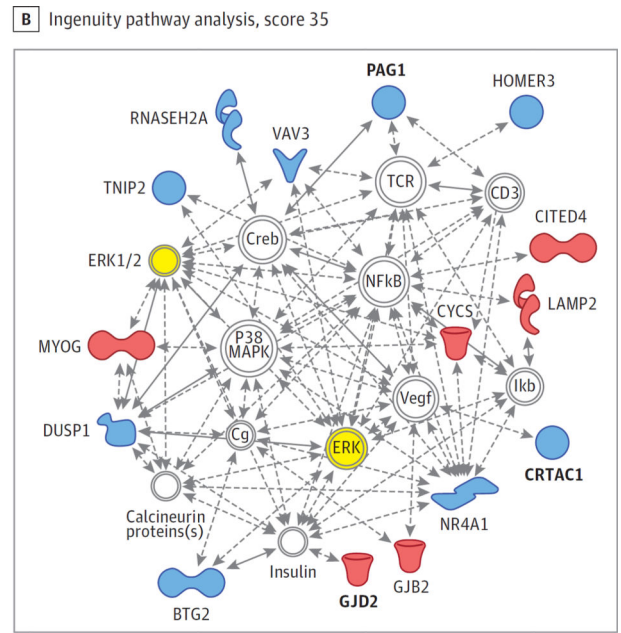 B Ingenuity pathway analysis, score 35
PAG1
HOMER3
RNASEH2A
VAV3
TCR
CD3
TNIP2
CITED4
Creb
ERK1/2
NFkB
LAMP2
CYCS
MYOG
P38
MAPK
Ikb
Vegf
DUSP1
Cg
ERK
CRTAC1
Calcineurin
proteins(s)
NR4A1
Insulin
GJD2
GJB2
BTG2